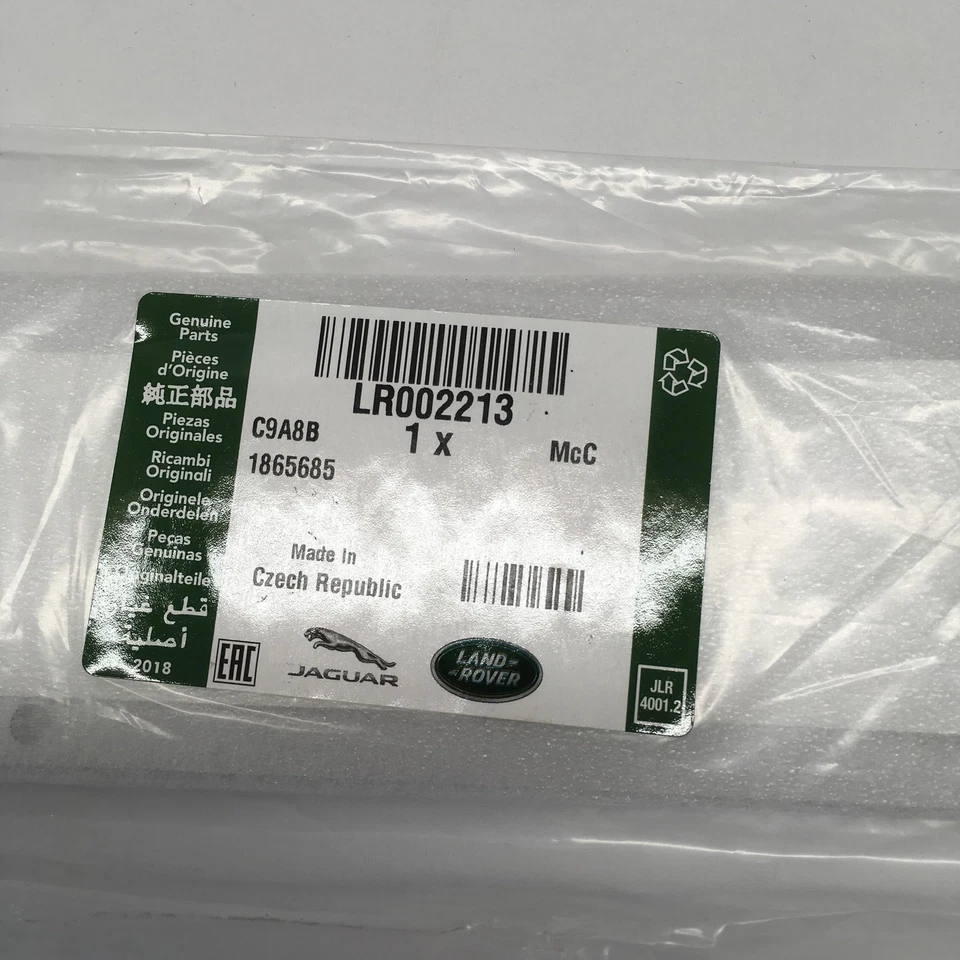 Genuine
Parts
Pièces
d'Origine
純正部品
Piezas
Originales
Ricambi
Originali
Originele
Onderdelen
Peças
Genuínas
Originalteile
قطع غيار
أصلية
2018
LR002213
C9A8B
1 x
McC
1865685
Made In
Czech Republic
EAC
JAGUAR
LAND-
-ROVER
JLR
4001.2